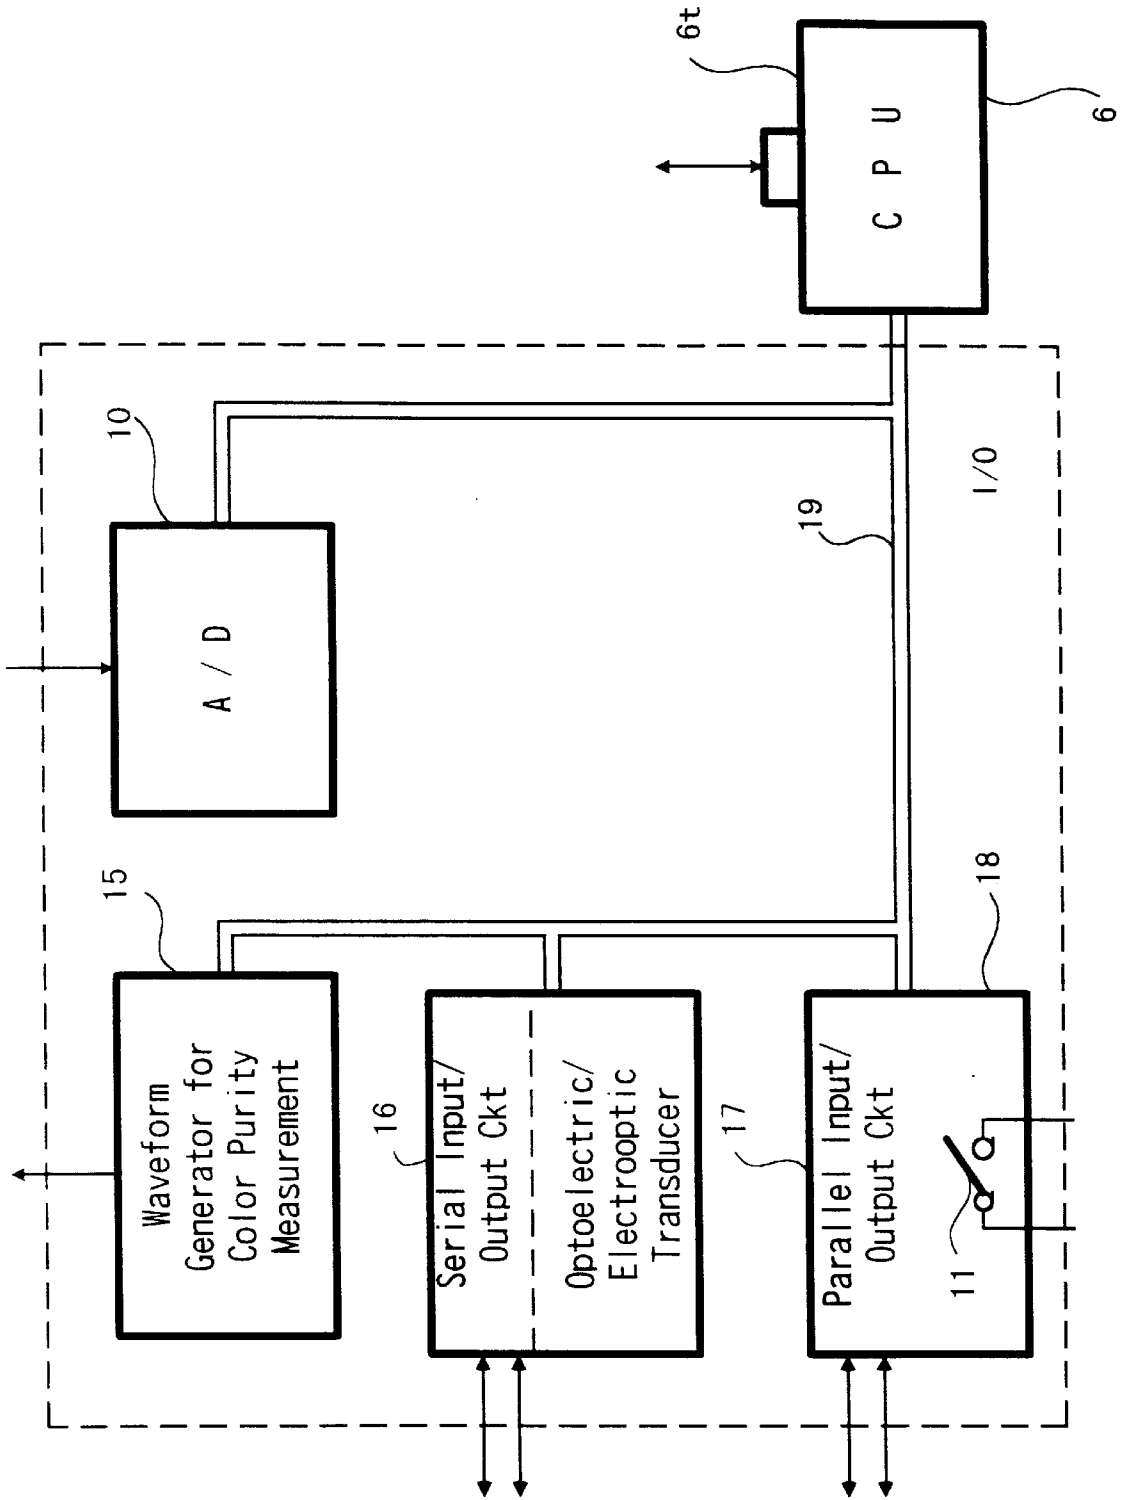 Waveform
Generator for
Color Purity
Measurement
15
A / D
10
Serial Input/
Output Ckt
16
Optoelectric/
Electrooptic
Transducer
Parallel Input/
Output Ckt
17
11
18
19
I/O
6t
C P U
6